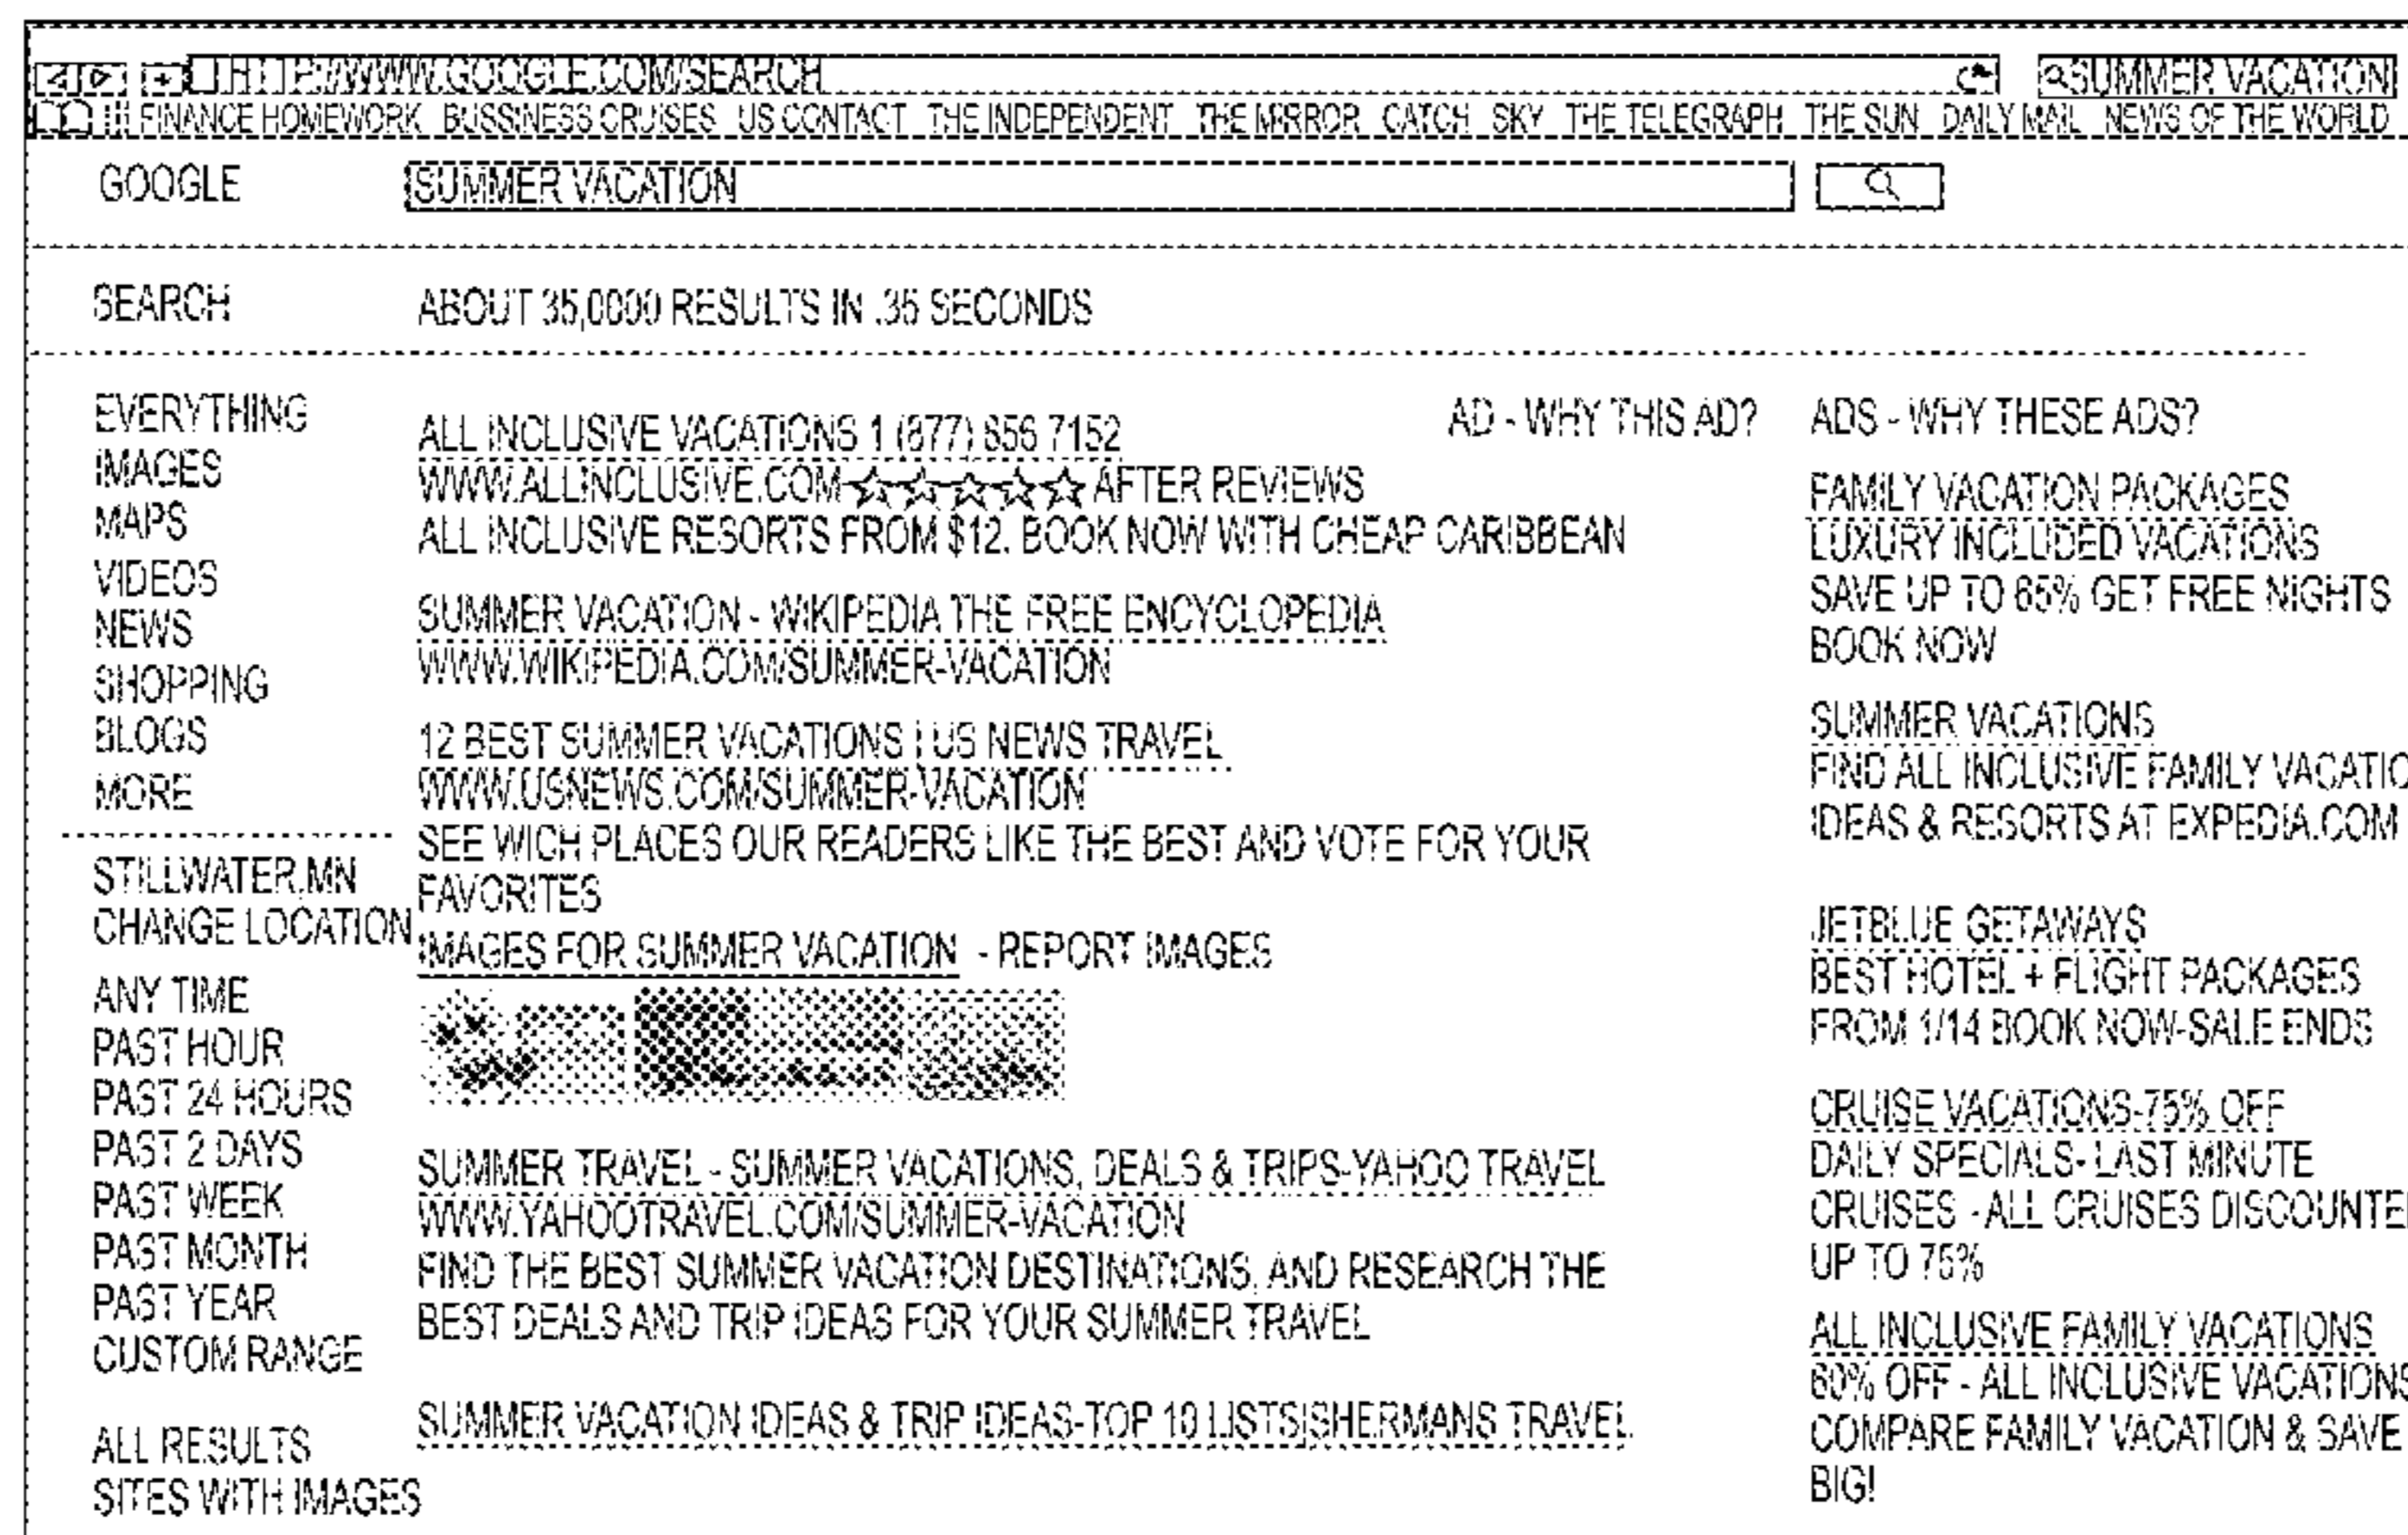 HTTP://WWW.GOOGLE.COM/SEARCH
SUMMER VACATION
FINANCE HOMEWORK BUSSINESS CRUISES US CONTACT THE INDEPENDENT THE MIRROR CATCH SKY THE TELEGRAPH THE SUN DAILY MAIL NEWS OF THE WORLD
GOOGLE
SUMMER VACATION
SEARCH
ABOUT 35,0000 RESULTS IN .35 SECONDS
EVERYTHING
IMAGES
MAPS
VIDEOS
NEWS
SHOPPING
BLOGS
MORE
STILLWATER,MN
CHANGE LOCATION
ANY TIME
PAST HOUR
PAST 24 HOURS
PAST 2 DAYS
PAST WEEK
PAST MONTH
PAST YEAR
CUSTOM RANGE
ALL RESULTS
SITES WITH IMAGES
ALL INCLUSIVE VACATIONS 1 (877) 7152
AD - WHY THIS AD?
WWW.ALLINCLUSIVE.COM ☆☆☆☆☆ AFTER REVIEWS
ALL INCLUSIVE RESORTS FROM $12. BOOK NOW WITH CHEAP CARIBBEAN
SUMMER VACATION - WIKIPEDIA THE FREE ENCYCLOPEDIA
WWW.WIKIPEDIA.COM/SUMMER-VACATION
12 BEST SUMMER VACATIONS | US NEWS TRAVEL
WWW.USNEWS.COM/SUMMER-VACATION
SEE WICH PLACES OUR READERS LIKE THE BEST AND VOTE FOR YOUR
FAVORITES
IMAGES FOR SUMMER VACATION - REPORT IMAGES
SUMMER TRAVEL - SUMMER VACATIONS, DEALS & TRIPS-YAHOO TRAVEL
WWW.YAHOOTRAVEL.COM/SUMMER-VACATION
FIND THE BEST SUMMER VACATION DESTINATIONS, AND RESEARCH THE
BEST DEALS AND TRIP IDEAS FOR YOUR SUMMER TRAVEL
SUMMER VACATION IDEAS & TRIP IDEAS-TOP 10 LISTS|SHERMANS TRAVEL
ADS - WHY THESE ADS?
FAMILY VACATION PACKAGES
LUXURY INCLUDED VACATIONS
SAVE UP TO 65% GET FREE NIGHTS
BOOK NOW
SUMMER VACATIONS
FIND ALL INCLUSIVE FAMILY VACATIO
IDEAS & RESORTS AT EXPEDIA.COM
JETBLUE GETAWAYS
BEST HOTEL + FLIGHT PACKAGES
FROM 1/14 BOOK NOW-SALE ENDS
CRUISE VACATIONS-75% OFF
DAILY SPECIALS- LAST MINUTE
CRUISES - ALL CRUISES DISCOUNTE
UP TO 75%
ALL INCLUSIVE FAMILY VACATIONS
60% OFF - ALL INCLUSIVE VACATIONS
COMPARE FAMILY VACATION & SAVE
BIG!